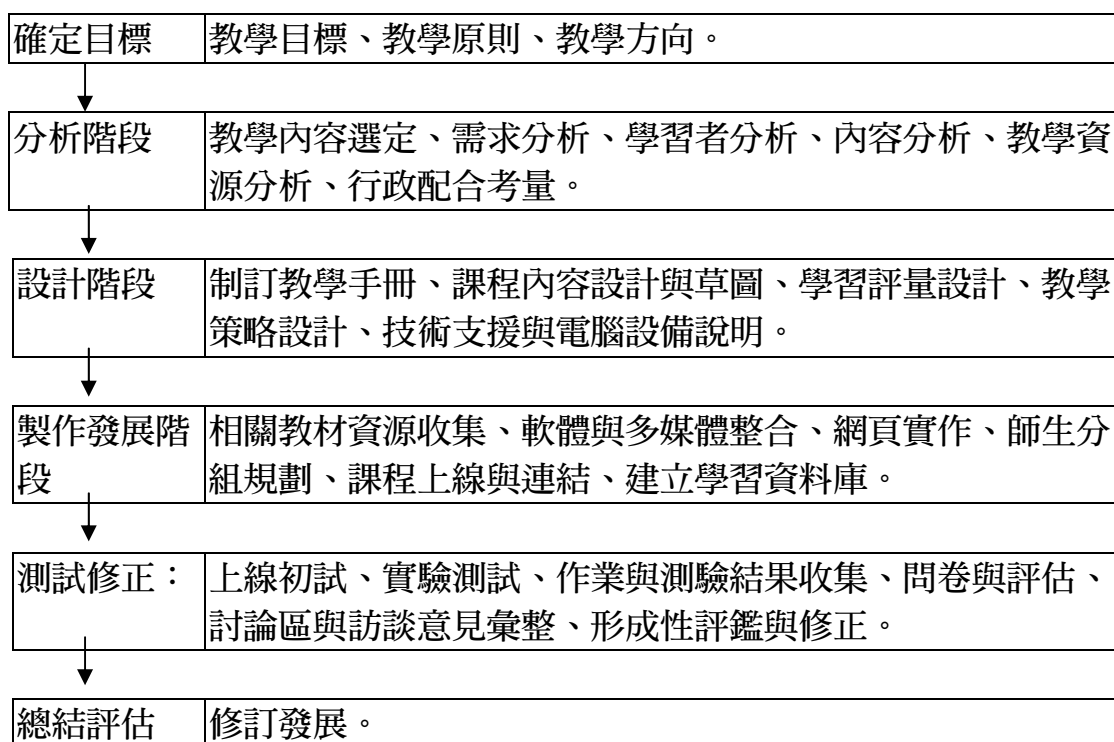 確定目標 教學目標、教學原則、教學方向。
分析階段 教學內容選定、需求分析、學習者分析、內容分析、教學資
源分析、行政配合考量。
設計階段 制訂教學手冊、課程內容設計與草圖、學習評量設計、教學
策略設計、技術支援與電腦設備說明。
製作發展階 相關教材資源收集、軟體與多媒體整合、網頁實作、師生分
段 組規劃、課程上線與連結、建立學習資料庫。
測試修正： 上線初試、實驗測試、作業與測驗結果收集、問卷與評估、
討論區與訪談意見彙整、形成性評鑑與修正。
總結評估 修訂發展。